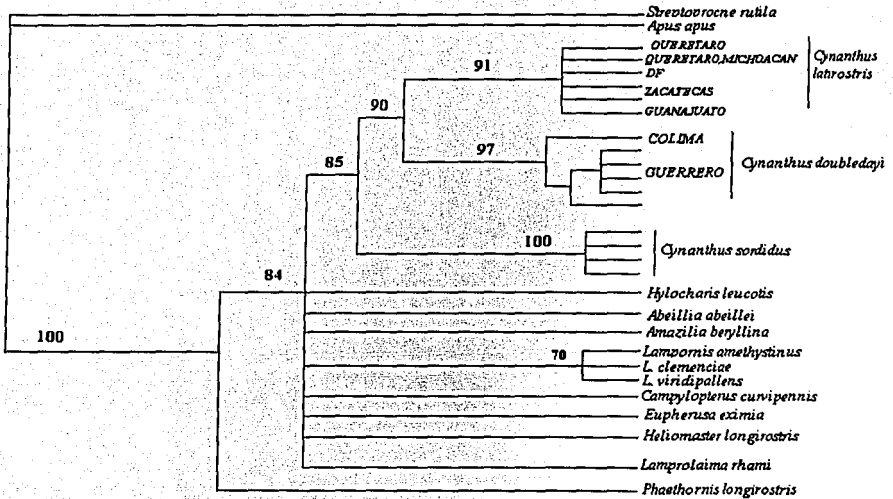 Streptoprocne rutila
Apus apus
QUERETARO
QUERETARO,MICHOACAN
DF
ZACATECAS
GUANAJUATO
Cynanthus
latirostris
91
90
COLIMA
GUERRERO
Cynanthus doubledayi
97
85
100
Cynanthus sordidus
84
Hylocharis leucotis
Abeillia abeillei
Amazilia beryllina
100
70
Lampornis amethystinus
L. clemenciae
L. viridipallens
Campylopterus curvipennis
Eupherusa eximia
Heliomaster longirostris
Lamprolaima rhami
Phaethornis longirostris